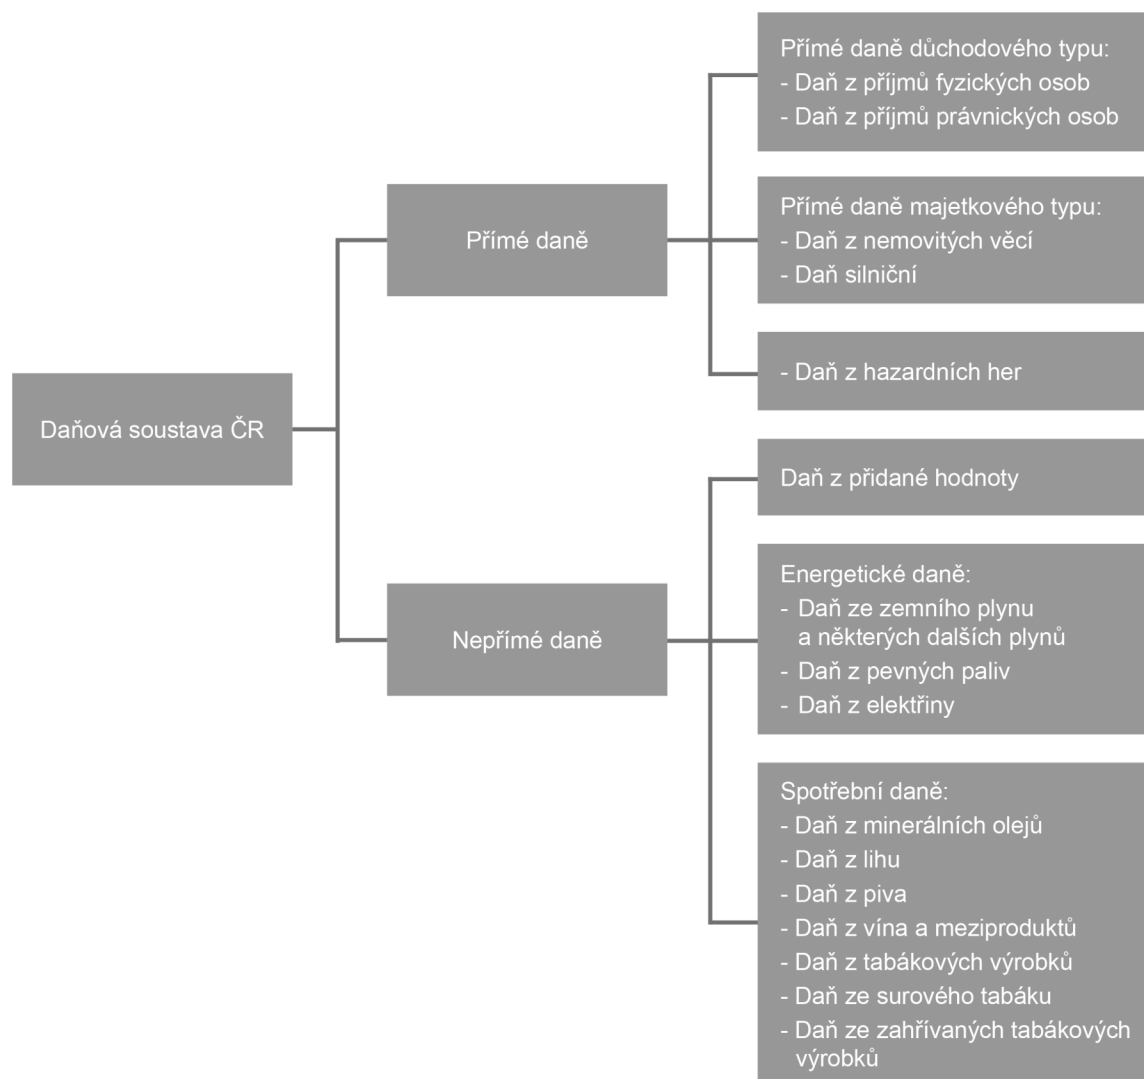 Daňová soustava ČR
Přímé daně
Přímé daně důchodového typu:
- Daň z příjmů fyzických osob
- Daň z příjmů právnických osob
Přímé daně majetkového typu:
- Daň z nemovitých věcí
- Daň silniční
- Daň z hazardních her
Nepřímé daně
Daň z přidané hodnoty
Energetické daně:
- Daň ze zemního plynu
a některých dalších plynů
- Daň z pevných paliv
- Daň z elektřiny
Spotřební daně:
- Daň z minerálních olejů
- Daň z lihu
- Daň z piva
- Daň z vína a meziproduktů
- Daň z tabákových výrobků
- Daň ze surového tabáku
- Daň ze zahřívaných tabákových
výrobků